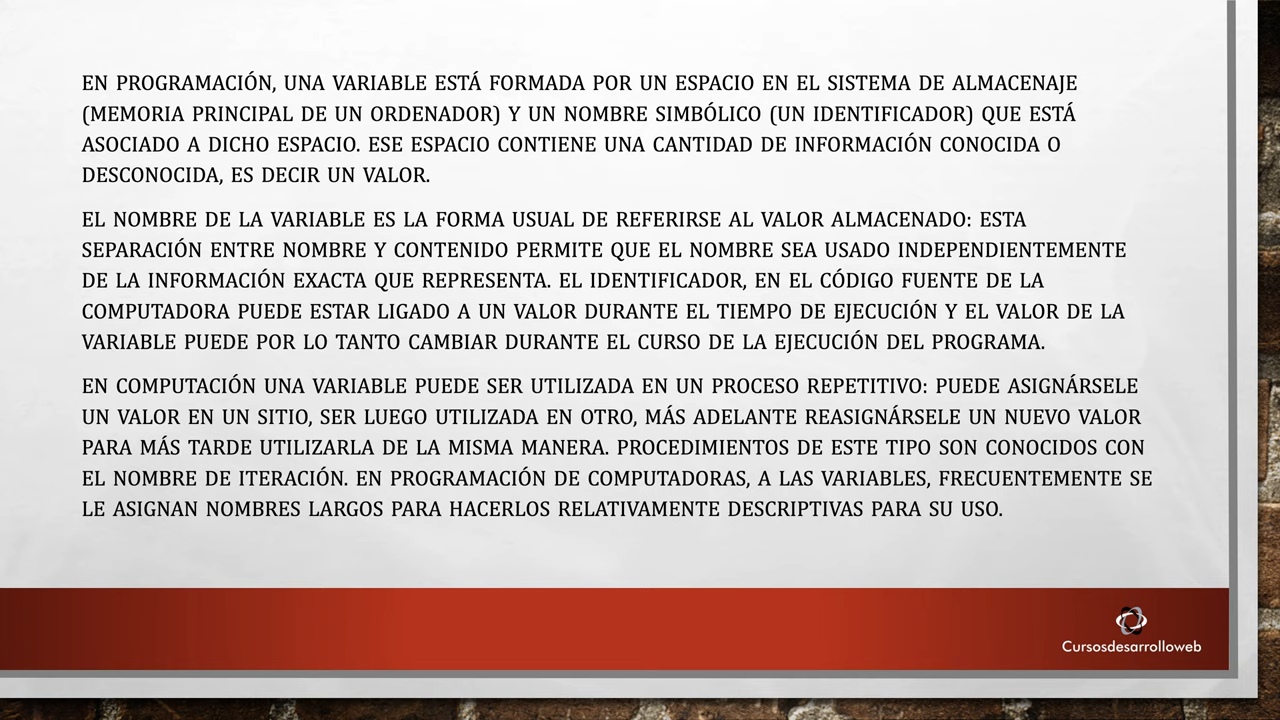 EN PROGRAMACIÓN, UNA VARIABLE ESTÁ FORMADA POR UN ESPACIO EN EL SISTEMA DE ALMACENAJE
(MEMORIA PRINCIPAL DE UN ORDENADOR) Y UN NOMBRE SIMBÓLICO (UN IDENTIFICADOR) QUE ESTÁ
ASOCIADO A DICHO ESPACIO. ESE ESPACIO CONTIENE UNA CANTIDAD DE INFORMACIÓN CONOCIDA O
DESCONOCIDA, ES DECIR UN VALOR.
EL NOMBRE DE LA VARIABLE ES LA FORMA USUAL DE REFERIRSE AL VALOR ALMACENADO: ESTA
SEPARACIÓN ENTRE NOMBRE Y CONTENIDO PERMITE QUE EL NOMBRE SEA USADO INDEPENDIENTEMENTE
DE LA INFORMACIÓN EXACTA QUE REPRESENTA. EL IDENTIFICADOR, EN EL CÓDIGO FUENTE DE LA
COMPUTADORA PUEDE ESTAR LIGADO A UN VALOR DURANTE EL TIEMPO DE EJECUCIÓN Y EL VALOR DE LA
VARIABLE PUEDE POR LO TANTO CAMBIAR DURANTE EL CURSO DE LA EJECUCIÓN DEL PROGRAMA.
EN COMPUTACIÓN UNA VARIABLE PUEDE SER UTILIZADA EN UN PROCESO REPETITIVO: PUEDE ASIGNÁRSELE
UN VALOR EN UN SITIO, SER LUEGO UTILIZADA EN OTRO, MÁS ADELANTE REASIGNÁRSELE UN NUEVO VALOR
PARA MÁS TARDE UTILIZARLA DE LA MISMA MANERA. PROCEDIMIENTOS DE ESTE TIPO SON CONOCIDOS CON
EL NOMBRE DE ITERACIÓN. EN PROGRAMACIÓN DE COMPUTADORAS, A LAS VARIABLES, FRECUENTEMENTE SE
LE ASIGNAN NOMBRES LARGOS PARA HACERLOS RELATIVAMENTE DESCRIPTIVAS PARA SU USO.
Cursosdesarrolloweb